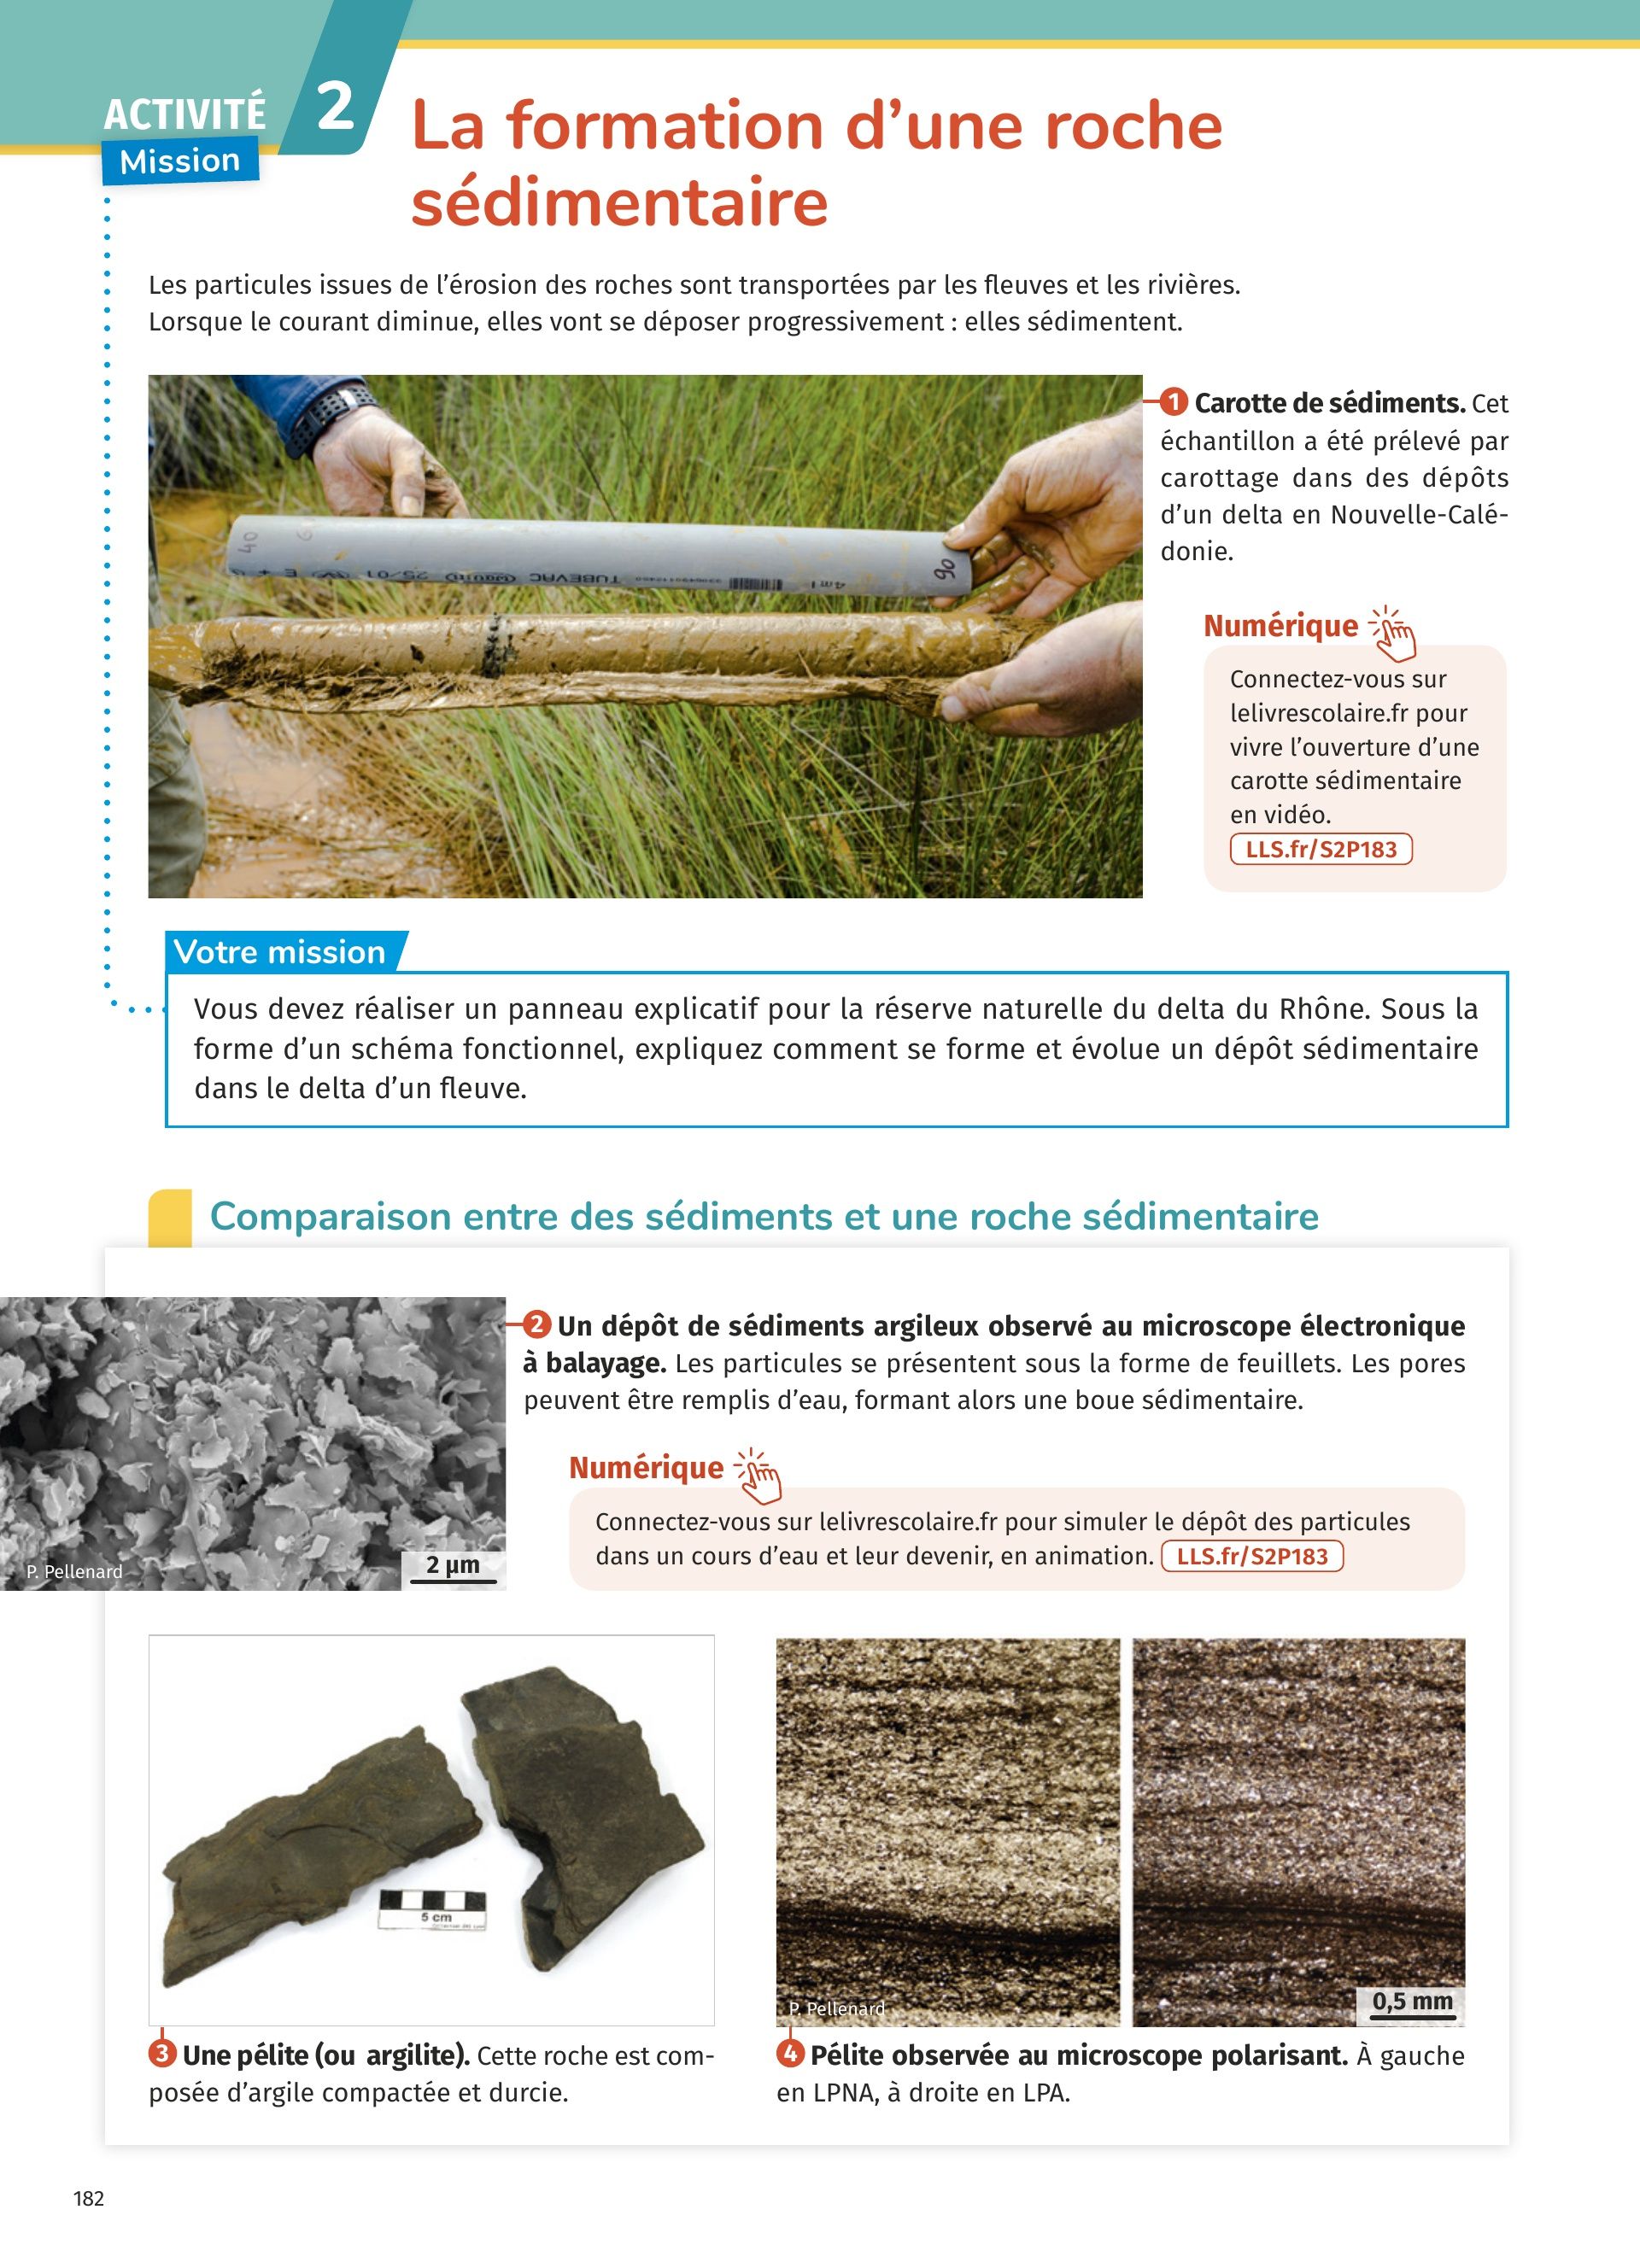 ACTIVITÉ 2
Mission
La formation d’une roche
sédimentaire
Les particules issues de l’érosion des roches sont transportées par les fleuves et les rivières.
Lorsque le courant diminue, elles vont se déposer progressivement : elles sédimentent.
40
90
TUBEVAC
25/01
1 Carotte de sédiments. Cet
échantillon a été prélevé par
carottage dans des dépôts
d’un delta en Nouvelle-Calé-
donie.
Numérique
Connectez-vous sur
lelivrescolaire.fr pour
vivre l’ouverture d’une
carotte sédimentaire
en vidéo.
LLS.fr/S2P183
Votre mission
Vous devez réaliser un panneau explicatif pour la réserve naturelle du delta du Rhône. Sous la
forme d’un schéma fonctionnel, expliquez comment se forme et évolue un dépôt sédimentaire
dans le delta d’un fleuve.
Comparaison entre des sédiments et une roche sédimentaire
2 Un dépôt de sédiments argileux observé au microscope électronique
à balayage. Les particules se présentent sous la forme de feuillets. Les pores
peuvent être remplis d’eau, formant alors une boue sédimentaire.
P. Pellenard
2 µm
Numérique
Connectez-vous sur lelivrescolaire.fr pour simuler le dépôt des particules
dans un cours d’eau et leur devenir, en animation. LLS.fr/S2P183
5 cm
3 Une pélite (ou argilite). Cette roche est com-
posée d’argile compactée et durcie.
P. Pellenard
0,5 mm
4 Pélite observée au microscope polarisant. À gauche
en LPNA, à droite en LPA.
182